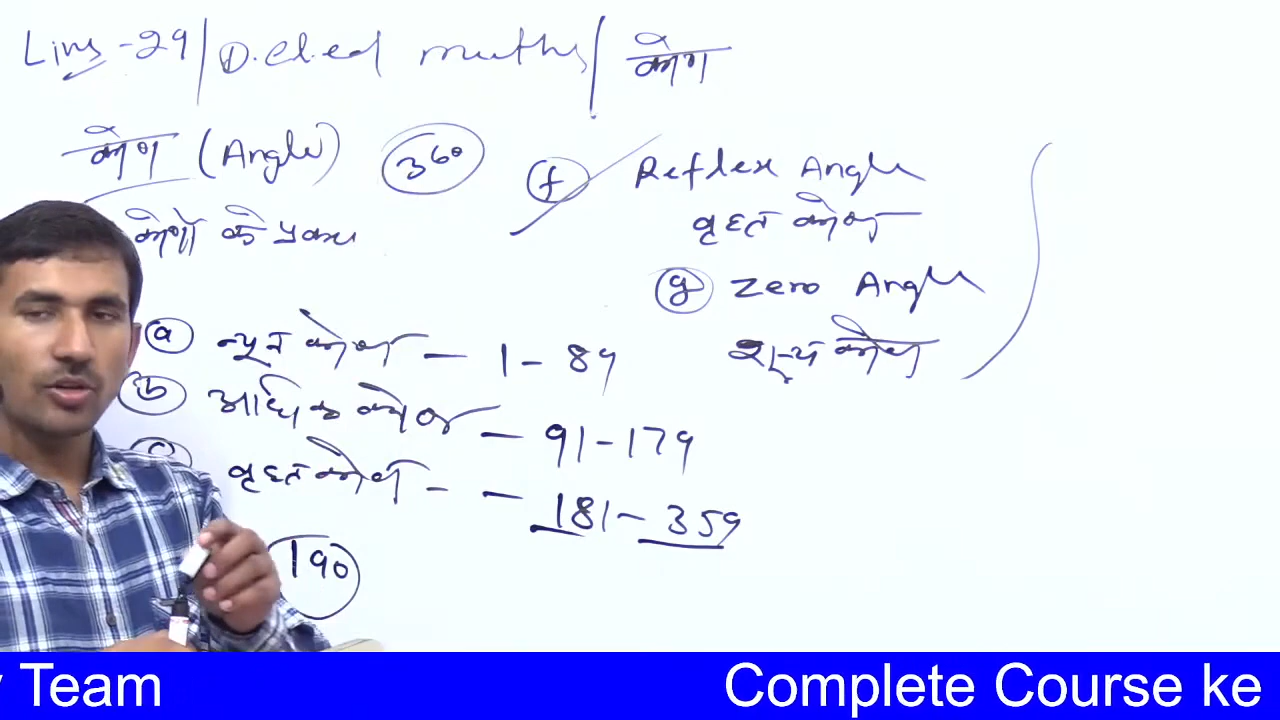 Lins -29 / D.el.ed maths / कोण
कोण (Angle) 360
कोणों के प्रकार
a न्यून कोण - 1 - 89
b अधिक कोण - 91 - 179
c वृहत कोण - - 181 - 359
190
f Reflex Angle
वृहत कोण
g Zero Angle
शून्य कोण
y Team Complete Course ke